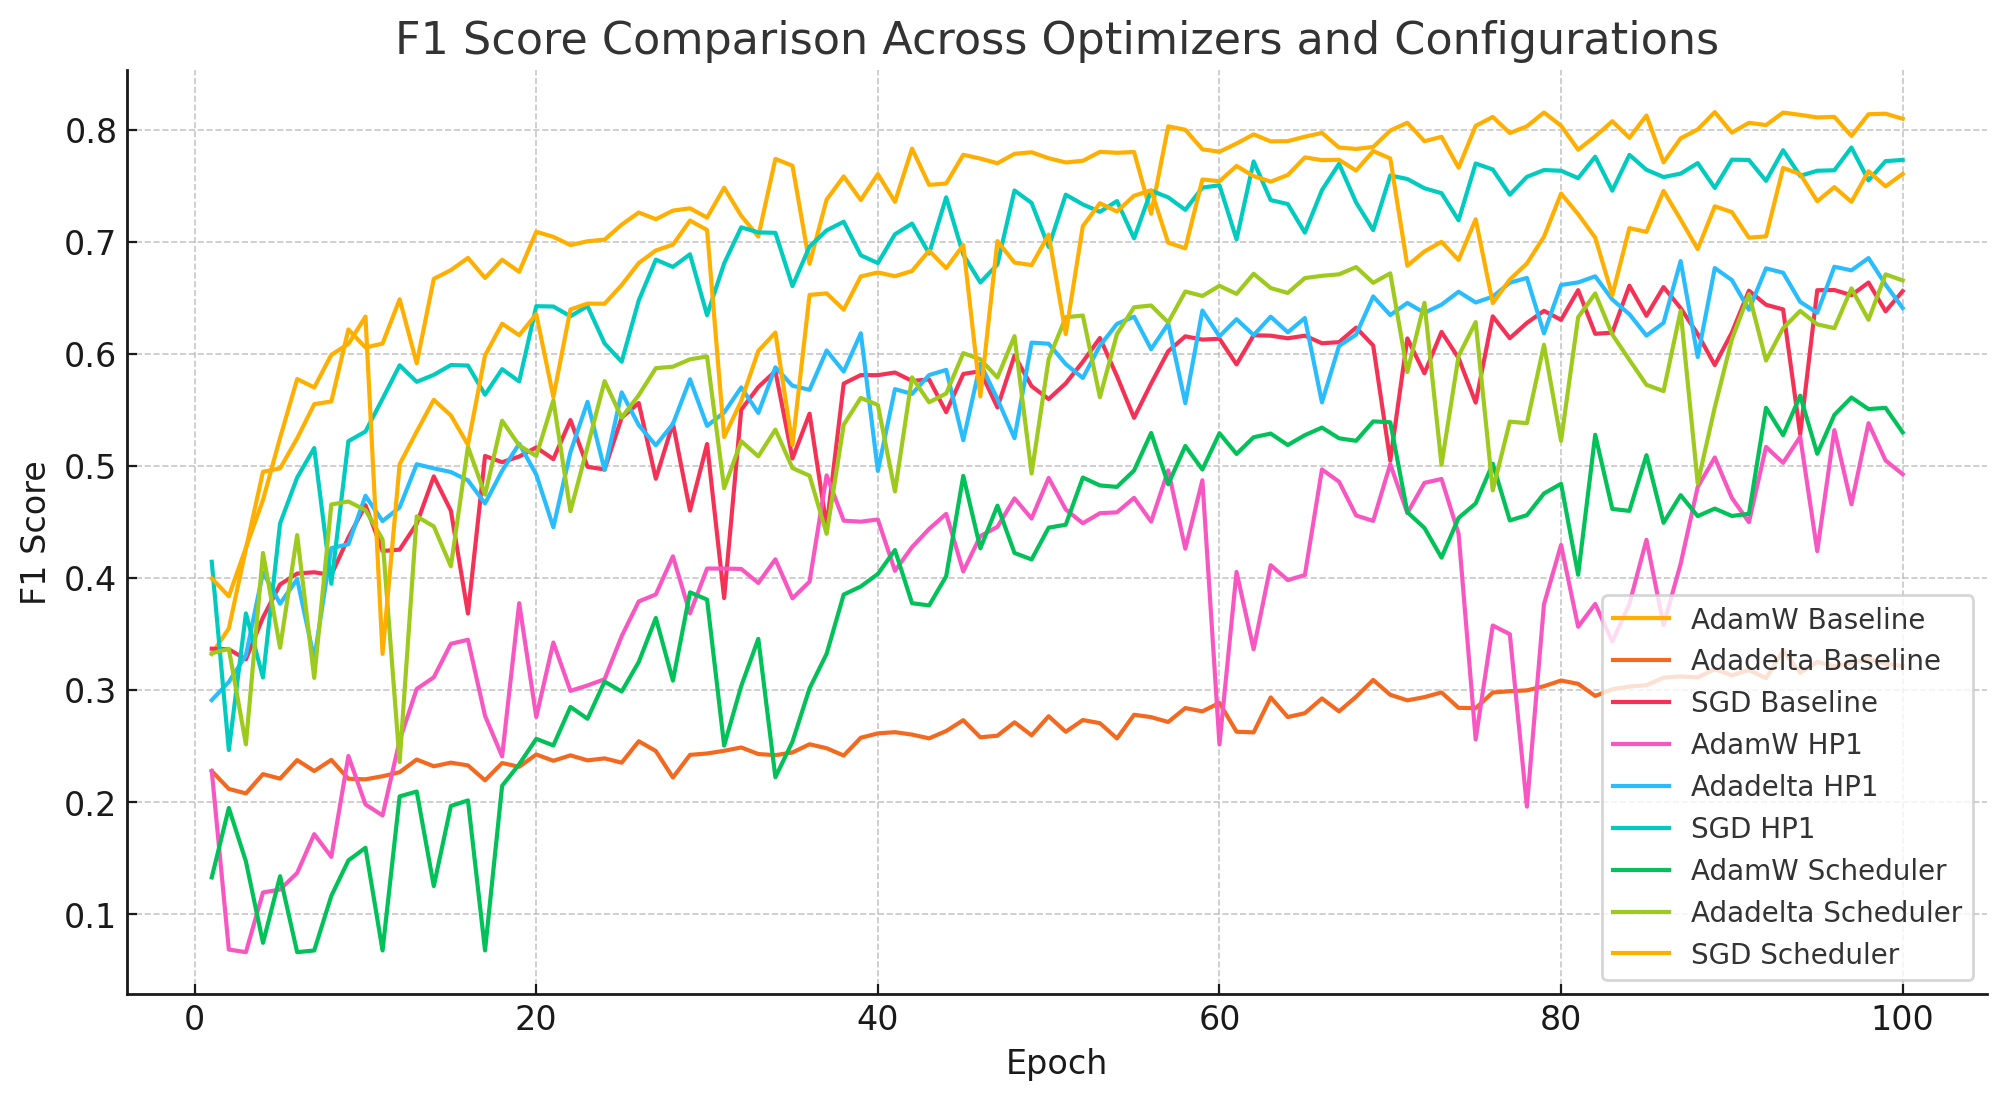 F1 Score Comparison Across Optimizers and Configurations
F1 Score
0.8
0.7
0.6
0.5
0.4
0.3
0.2
0.1
0 20 40 60 80 100
Epoch
AdamW Baseline
Adadelta Baseline
SGD Baseline
AdamW HP1
Adadelta HP1
SGD HP1
AdamW Scheduler
Adadelta Scheduler
SGD Scheduler